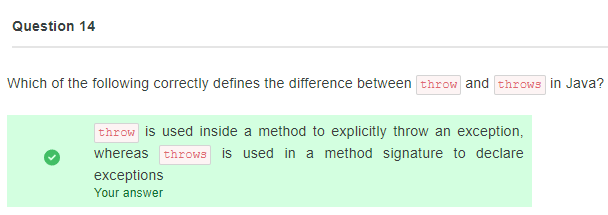 Question 14
Which of the following correctly defines the difference between throw and throws in Java?
throw is used inside a method to explicitly throw an exception,
whereas throws is used in a method signature to declare
exceptions
Your answer